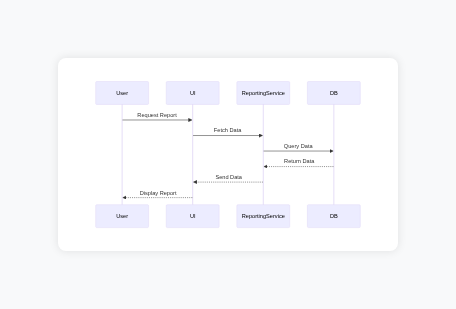 User UI ReportingService DB
Request Report
Fetch Data
Query Data
Return Data
Send Data
Display Report
User UI ReportingService DB